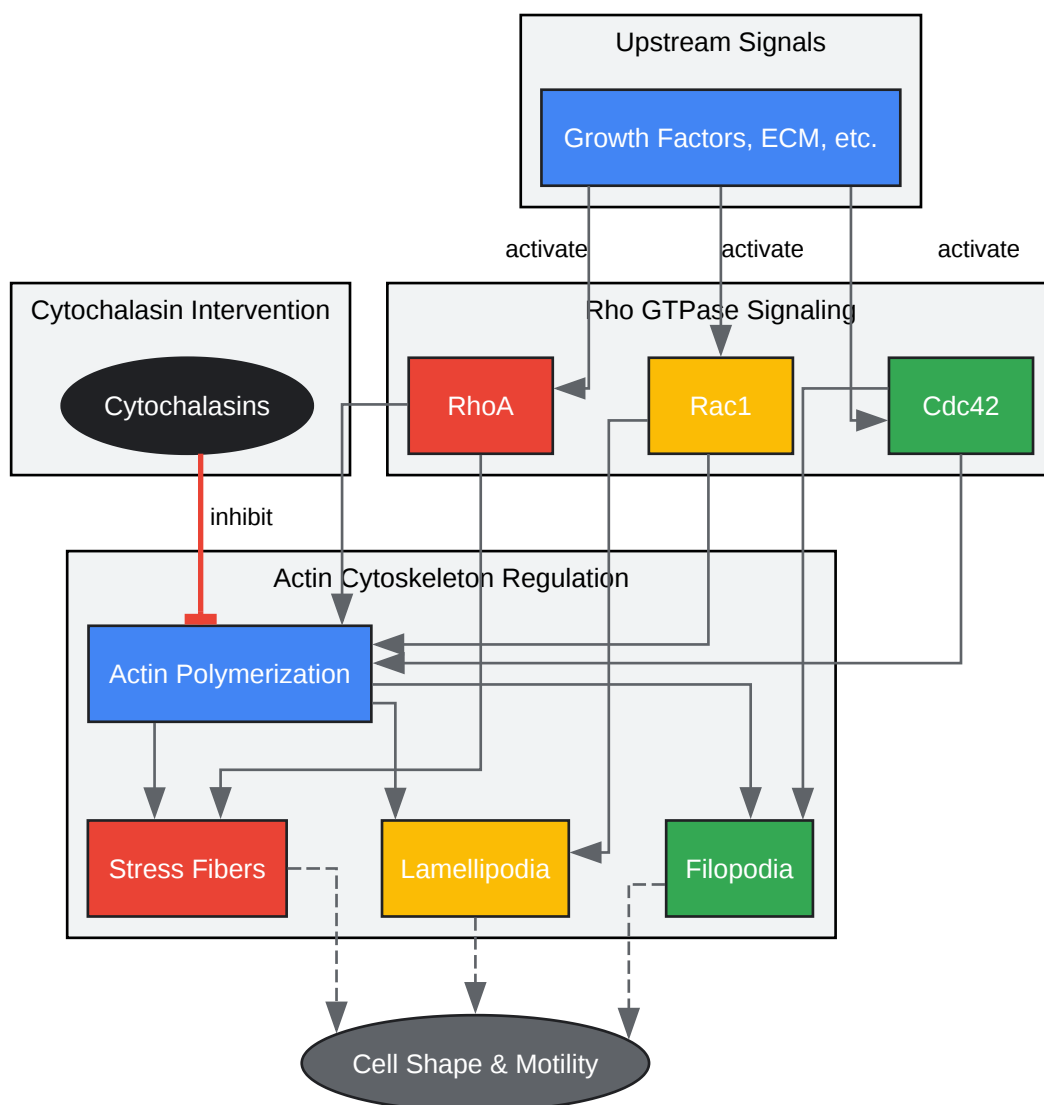 Upstream Signals
Growth Factors, ECM, etc.
activate
activate
activate
Cytochalasin Intervention
Rho GTPase Signaling
Cytochalasins
RhoA
Rac1
Cdc42
inhibit
Actin Cytoskeleton Regulation
Actin Polymerization
Stress Fibers
Lamellipodia
Filopodia
Cell Shape & Motility